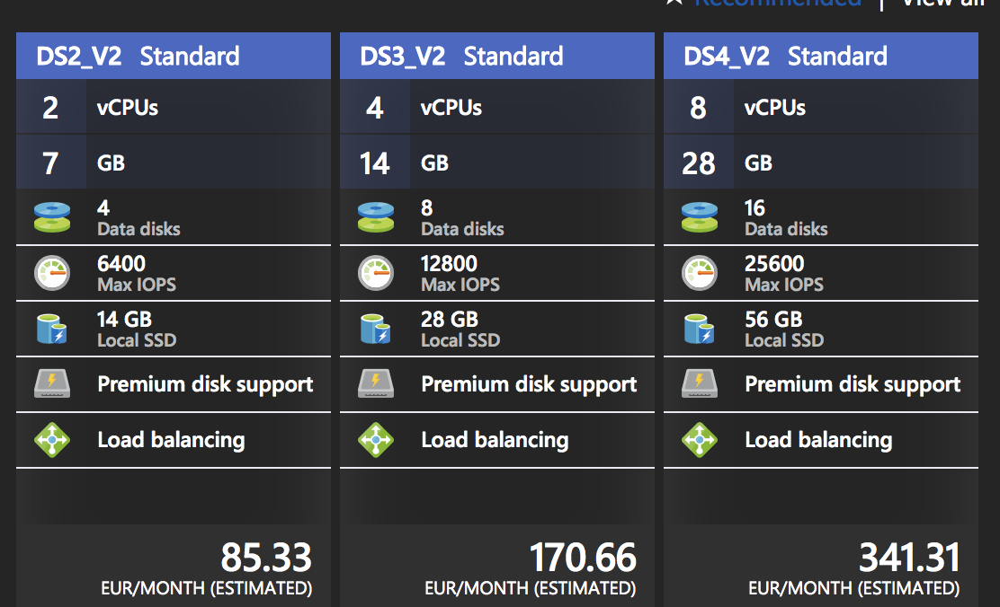 ★ Recommended | View all
DS2_V2 Standard
2 vCPUs
7 GB
4
Data disks
6400
Max IOPS
14 GB
Local SSD
Premium disk support
Load balancing
85.33
EUR/MONTH (ESTIMATED)
DS3_V2 Standard
4 vCPUs
14 GB
8
Data disks
12800
Max IOPS
28 GB
Local SSD
Premium disk support
Load balancing
170.66
EUR/MONTH (ESTIMATED)
DS4_V2 Standard
8 vCPUs
28 GB
16
Data disks
25600
Max IOPS
56 GB
Local SSD
Premium disk support
Load balancing
341.31
EUR/MONTH (ESTIMATED)